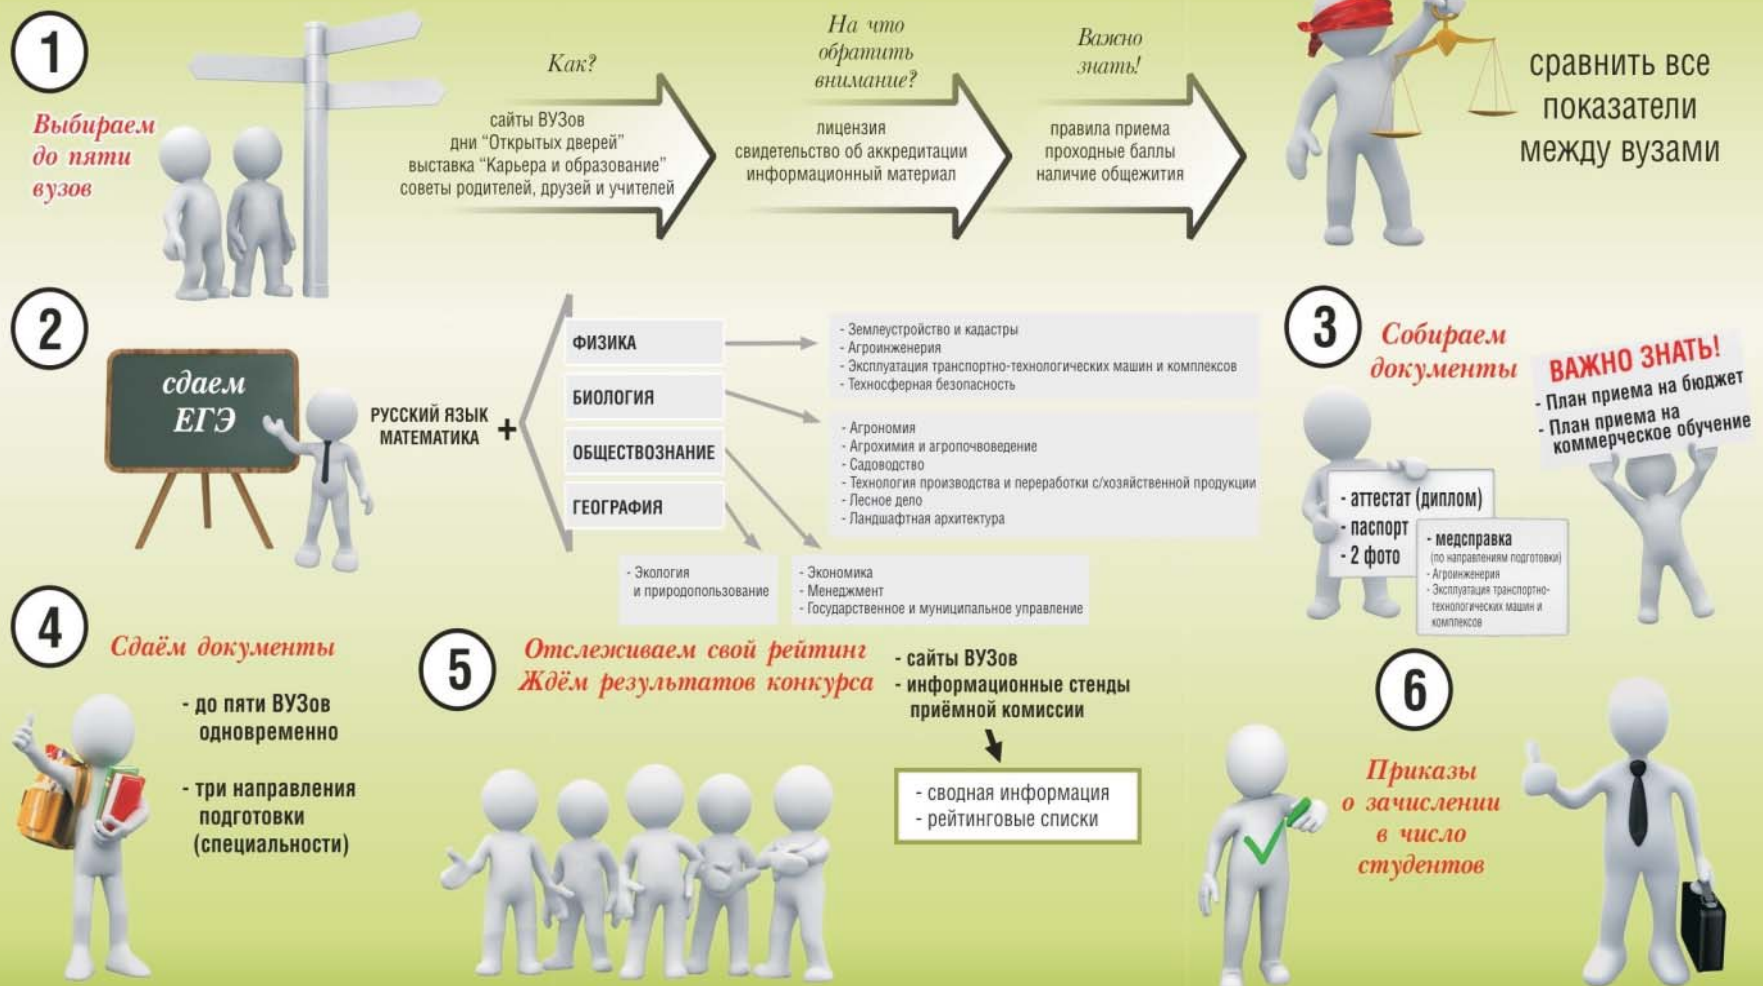 1
Выбираем
до пяти
вузов
Как?
сайты ВУЗов
дни "Открытых дверей"
выставка "Карьера и образование"
советы родителей, друзей и учителей
На что
обратить
внимание?
лицензия
свидетельство об аккредитации
информационный материал
Важно
знать!
правила приема
проходные баллы
наличие общежития
сравнить все
показатели
между вузами
2
сдаем
ЕГЭ
РУССКИЙ ЯЗЫК
МАТЕМАТИКА
+
ФИЗИКА
БИОЛОГИЯ
ОБЩЕСТВОЗНАНИЕ
ГЕОГРАФИЯ
- Землеустройство и кадастры
- Агроинженерия
- Эксплуатация транспортно-технологических машин и комплексов
- Техносферная безопасность
- Агрономия
- Агрохимия и агропочвоведение
- Садоводство
- Технология производства и переработки с/хозяйственной продукции
- Лесное дело
- Ландшафтная архитектура
- Экология
и природопользование
- Экономика
- Менеджмент
- Государственное и муниципальное управление
3
Собираем
документы
ВАЖНО ЗНАТЬ!
- План приема на бюджет
- План приема на
коммерческое обучение
- аттестат (диплом)
- паспорт
- 2 фото
- медсправка
(по направлениям подготовки)
- Агроинженерия
- Эксплуатация транспортно-
технологических машин и
комплексов
4
Сдаём документы
- до пяти ВУЗов
одновременно
- три направления
подготовки
(специальности)
5
Отслеживаем свой рейтинг
Ждём результатов конкурса
- сайты ВУЗов
- информационные стенды
приёмной комиссии
- сводная информация
- рейтинговые списки
6
Приказы
о зачислении
в число
студентов